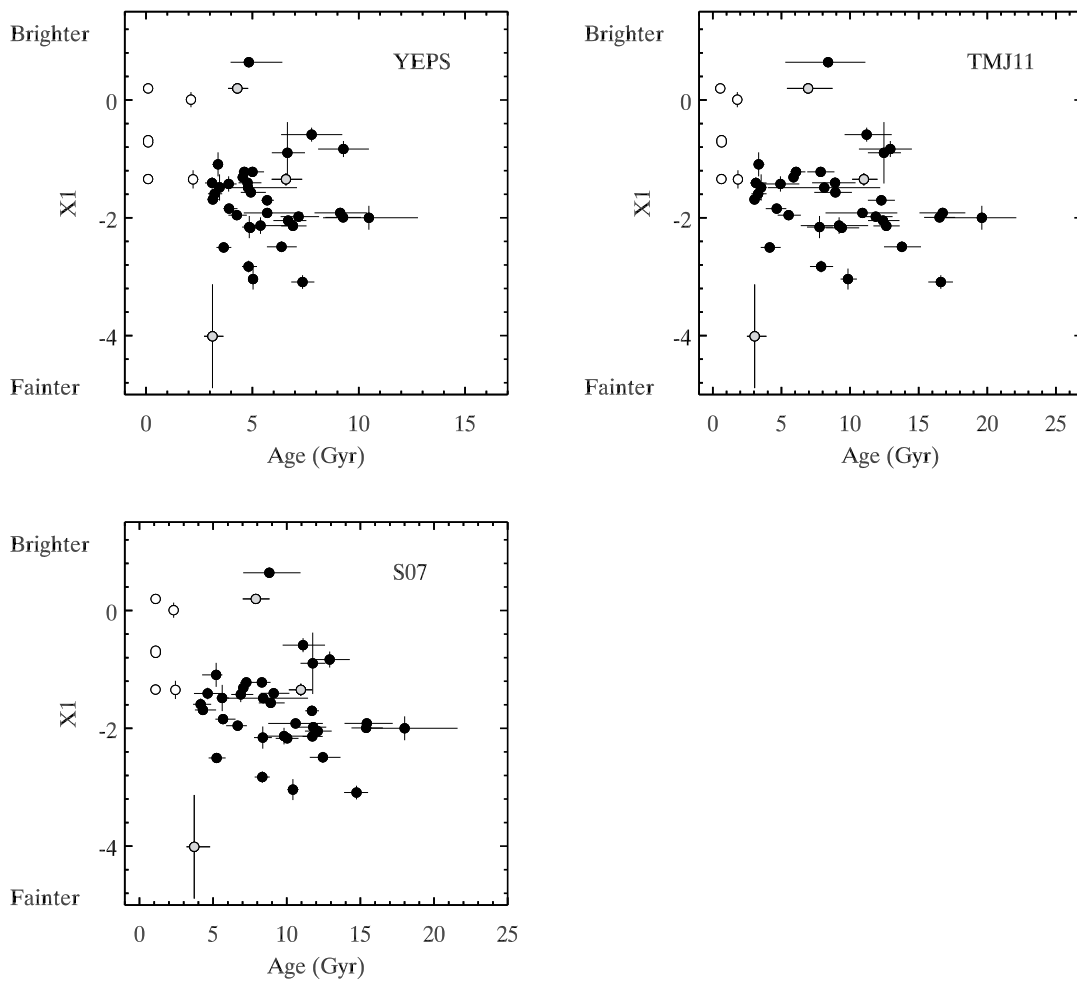 Brighter
YEPS
0
X1
-2
-4
Fainter
0 5 10 15
Age (Gyr)
Brighter
TMJ11
0
X1
-2
-4
Fainter
0 5 10 15 20 25
Age (Gyr)
Brighter
S07
0
X1
-2
-4
Fainter
0 5 10 15 20 25
Age (Gyr)